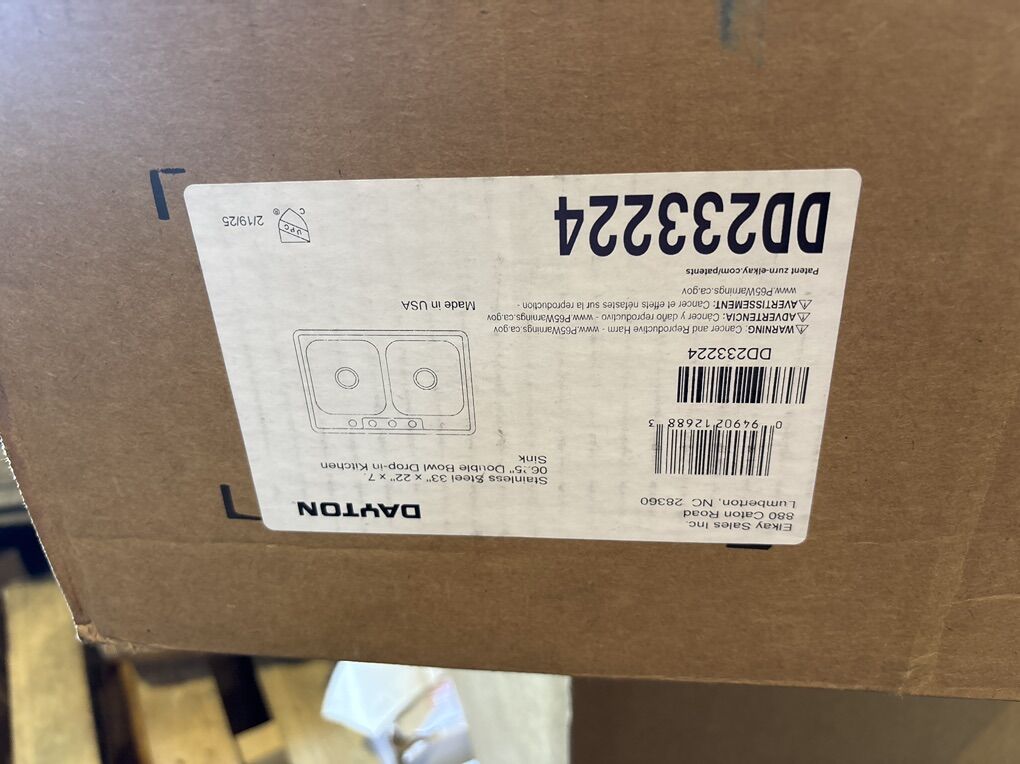 Elkay Sales Inc.
880 Caton Road
Lumberton, NC 28360
DAYTON
Stainless Steel 33" x 22" x 7.
Double Bowl Drop-in Kitchen
Sink
0 94902 12688 3
DD233224
Made in USA
⚠WARNING: Cancer and Reproductive Harm - www.P65Warnings.ca.gov
⚠ADVERTENCIA: Cáncer y daño reproductivo - www.P65Warnings.ca.gov
⚠AVERTISSEMENT: Cancer et effets néfastes sur la reproduction -
www.P65Warnings.ca.gov
Patent zurn-elkay.com/patents
DD233224
C UPC ®
2/19/25